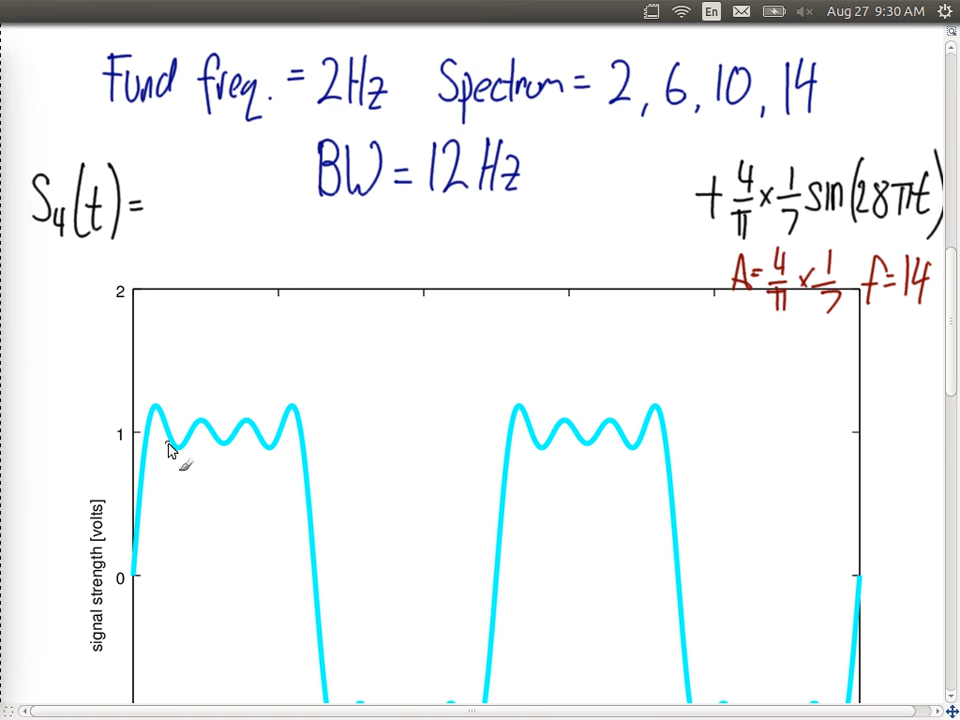 En Aug 27 9:30 AM
Fund freq. = 2Hz Spectrum = 2, 6, 10, 14
BW = 12 Hz
S₄(t) = + 4/π × 1/7 sin(28πt)
A = 4/π × 1/7 f = 14
2
1
0
signal strength [volts]